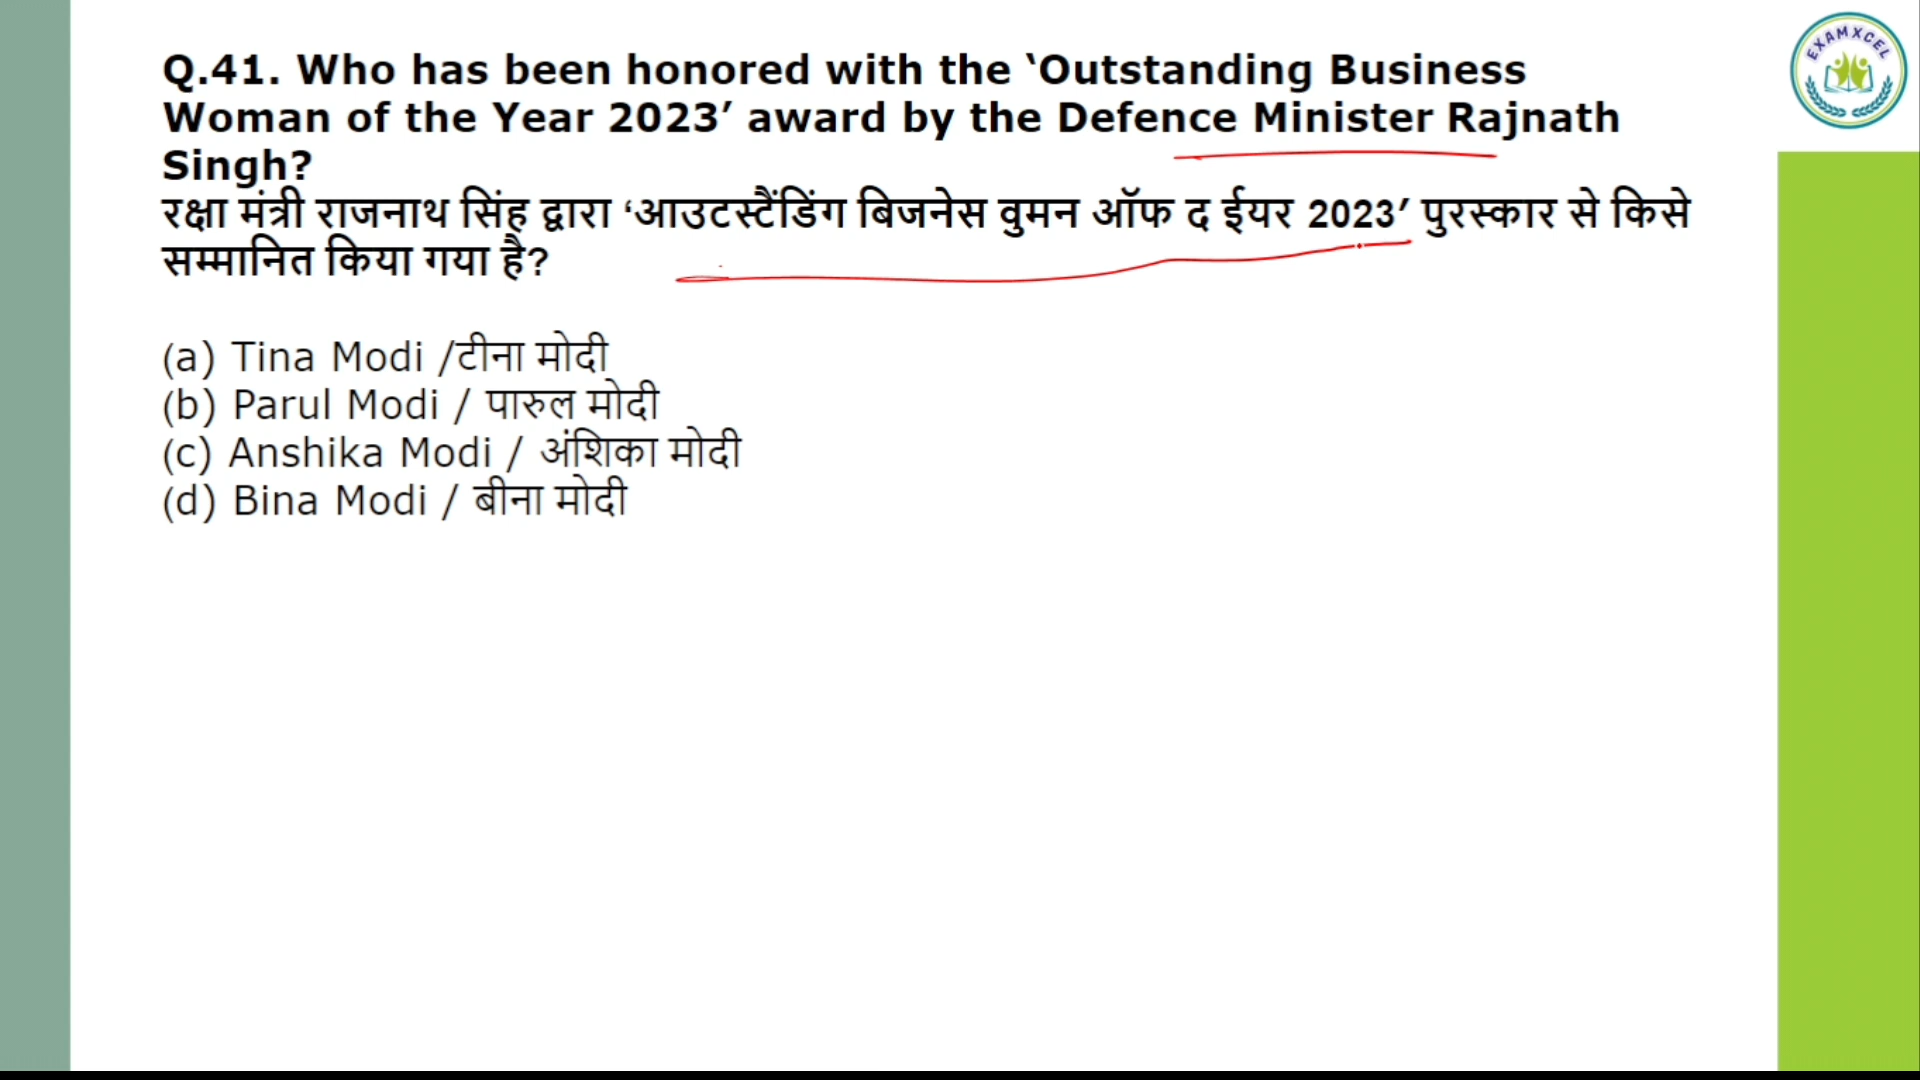 EXAMXCEL
Q.41. Who has been honored with the ‘Outstanding Business
Woman of the Year 2023’ award by the Defence Minister Rajnath
Singh?
रक्षा मंत्री राजनाथ सिंह द्वारा ‘आउटस्टैंडिंग बिजनेस वुमन ऑफ द ईयर 2023’ पुरस्कार से किसे
सम्मानित किया गया है?
(a) Tina Modi /टीना मोदी
(b) Parul Modi / पारुल मोदी
(c) Anshika Modi / अंशिका मोदी
(d) Bina Modi / बीना मोदी